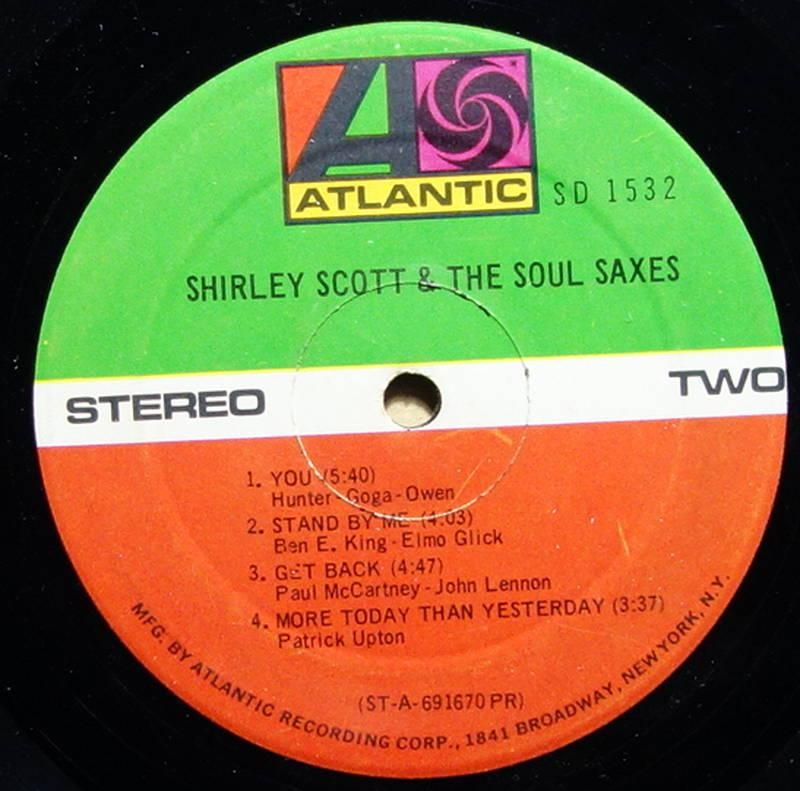 ATLANTIC
SD 1532
SHIRLEY SCOTT & THE SOUL SAXES
STEREO
TWO
1. YOU (5:40)
Hunter-Goga-Owen
2. STAND BY ME (4:03)
Ben E. King-Elmo Glick
3. GET BACK (4:47)
Paul McCartney-John Lennon
4. MORE TODAY THAN YESTERDAY (3:37)
Patrick Upton
(ST-A-691670 PR)
MFG. BY ATLANTIC RECORDING CORP., 1841 BROADWAY, NEW YORK, N.Y.